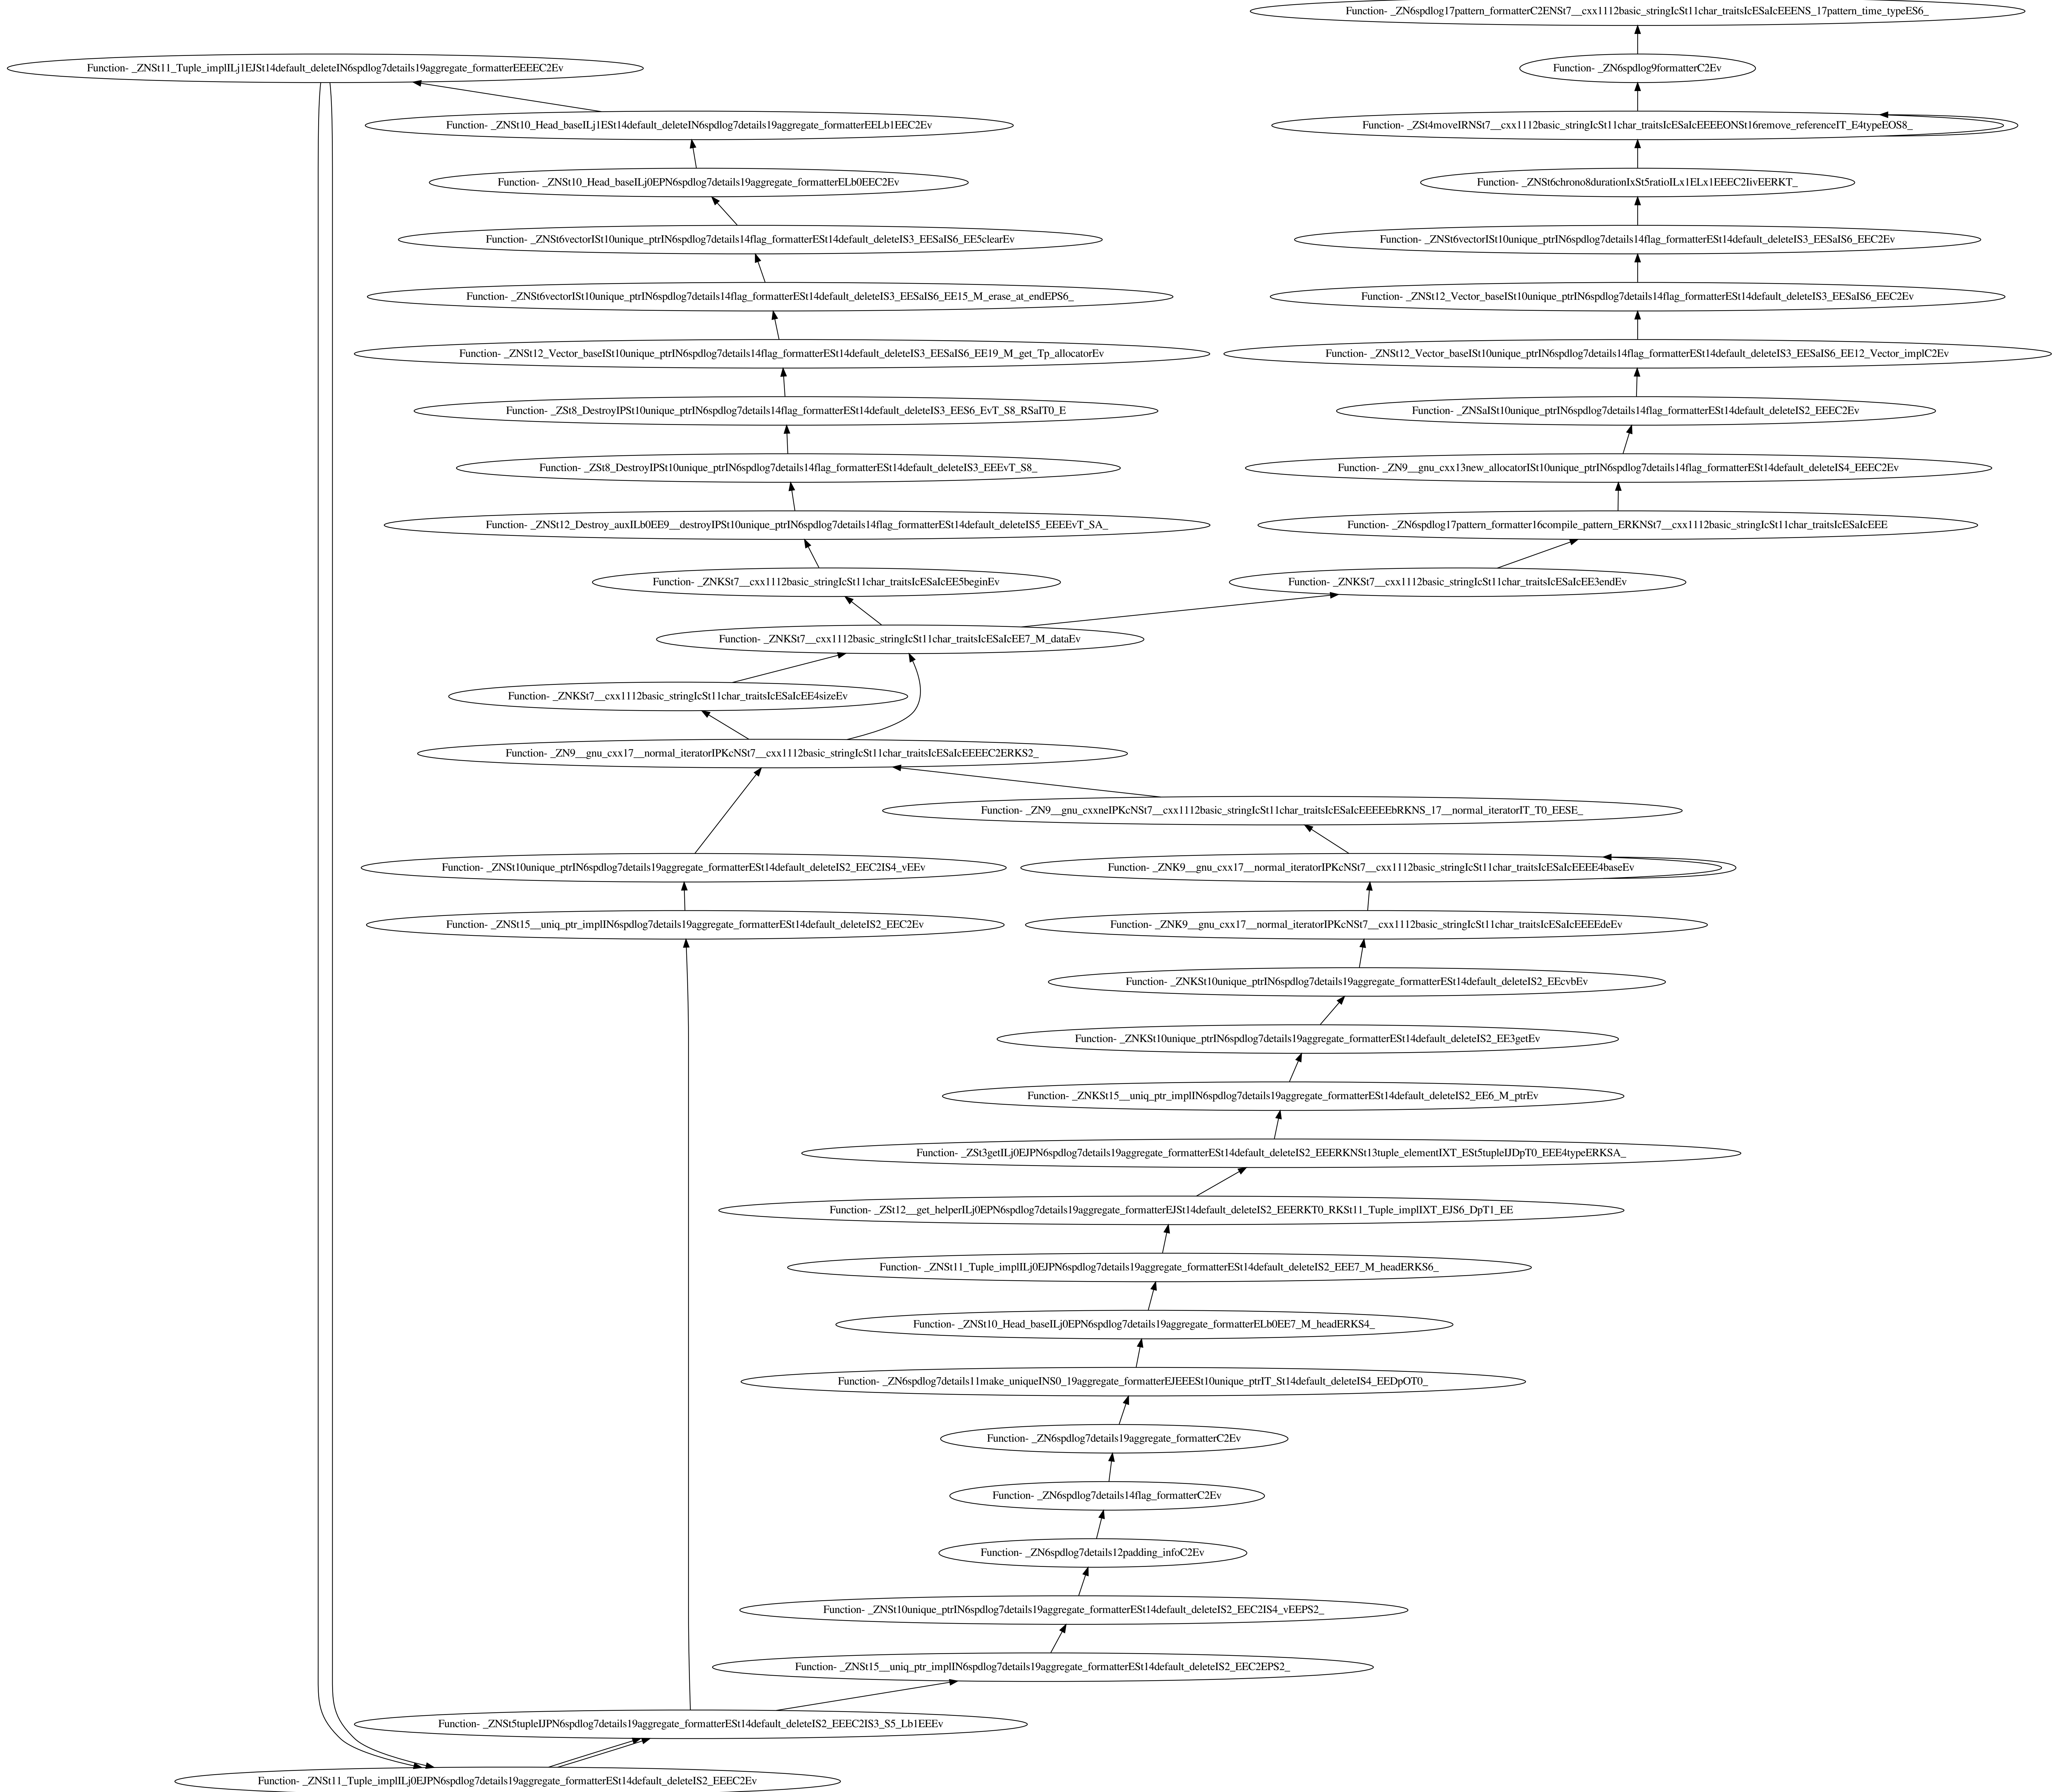 Function- _ZN6spdlog17pattern_formatterC2ENSt7__cxx1112basic_stringIcSt11char_traitsIcESaIcEEENS_17pattern_time_typeES6_
Function- _ZNSt11_Tuple_implILj1EJSt14default_deleteIN6spdlog7details19aggregate_formatterEEEEC2Ev
Function- _ZN6spdlog9formatterC2Ev
Function- _ZNSt10_Head_baseILj1ESt14default_deleteIN6spdlog7details19aggregate_formatterEELb1EEC2Ev
Function- _ZSt4moveIRNSt7__cxx1112basic_stringIcSt11char_traitsIcESaIcEEEEONSt16remove_referenceIT_E4typeEOS8_
Function- _ZNSt10_Head_baseILj0EPN6spdlog7details19aggregate_formatterELb0EEC2Ev
Function- _ZNSt6chrono8durationIxSt5ratioILx1ELx1EEEC2IivEERKT_
Function- _ZNSt6vectorISt10unique_ptrIN6spdlog7details14flag_formatterESt14default_deleteIS3_EESaIS6_EE5clearEv
Function- _ZNSt6vectorISt10unique_ptrIN6spdlog7details14flag_formatterESt14default_deleteIS3_EESaIS6_EEC2Ev
Function- _ZNSt6vectorISt10unique_ptrIN6spdlog7details14flag_formatterESt14default_deleteIS3_EESaIS6_EE15_M_erase_at_endEPS6_
Function- _ZNSt12_Vector_baseISt10unique_ptrIN6spdlog7details14flag_formatterESt14default_deleteIS3_EESaIS6_EEC2Ev
Function- _ZNSt12_Vector_baseISt10unique_ptrIN6spdlog7details14flag_formatterESt14default_deleteIS3_EESaIS6_EE19_M_get_Tp_allocatorEv
Function- _ZNSt12_Vector_baseISt10unique_ptrIN6spdlog7details14flag_formatterESt14default_deleteIS3_EESaIS6_EE12_Vector_implC2Ev
Function- _ZSt8_DestroyIPSt10unique_ptrIN6spdlog7details14flag_formatterESt14default_deleteIS3_EES6_EvT_S8_RSaIT0_E
Function- _ZNSaISt10unique_ptrIN6spdlog7details14flag_formatterESt14default_deleteIS2_EEEC2Ev
Function- _ZSt8_DestroyIPSt10unique_ptrIN6spdlog7details14flag_formatterESt14default_deleteIS3_EEEvT_S8_
Function- _ZN9__gnu_cxx13new_allocatorISt10unique_ptrIN6spdlog7details14flag_formatterESt14default_deleteIS4_EEEC2Ev
Function- _ZNSt12_Destroy_auxILb0EE9__destroyIPSt10unique_ptrIN6spdlog7details14flag_formatterESt14default_deleteIS5_EEEEvT_SA_
Function- _ZN6spdlog17pattern_formatter16compile_pattern_ERKNSt7__cxx1112basic_stringIcSt11char_traitsIcESaIcEEE
Function- _ZNKSt7__cxx1112basic_stringIcSt11char_traitsIcESaIcEE5beginEv
Function- _ZNKSt7__cxx1112basic_stringIcSt11char_traitsIcESaIcEE3endEv
Function- _ZNKSt7__cxx1112basic_stringIcSt11char_traitsIcESaIcEE7_M_dataEv
Function- _ZNKSt7__cxx1112basic_stringIcSt11char_traitsIcESaIcEE4sizeEv
Function- _ZN9__gnu_cxx17__normal_iteratorIPKcNSt7__cxx1112basic_stringIcSt11char_traitsIcESaIcEEEEC2ERKS2_
Function- _ZN9__gnu_cxxneIPKcNSt7__cxx1112basic_stringIcSt11char_traitsIcESaIcEEEEEbRKNS_17__normal_iteratorIT_T0_EESE_
Function- _ZNSt10unique_ptrIN6spdlog7details19aggregate_formatterESt14default_deleteIS2_EEC2IS4_vEEv
Function- _ZNK9__gnu_cxx17__normal_iteratorIPKcNSt7__cxx1112basic_stringIcSt11char_traitsIcESaIcEEEE4baseEv
Function- _ZNSt15__uniq_ptr_implIN6spdlog7details19aggregate_formatterESt14default_deleteIS2_EEC2Ev
Function- _ZNK9__gnu_cxx17__normal_iteratorIPKcNSt7__cxx1112basic_stringIcSt11char_traitsIcESaIcEEEEdeEv
Function- _ZNKSt10unique_ptrIN6spdlog7details19aggregate_formatterESt14default_deleteIS2_EEcvbEv
Function- _ZNKSt10unique_ptrIN6spdlog7details19aggregate_formatterESt14default_deleteIS2_EE3getEv
Function- _ZNKSt15__uniq_ptr_implIN6spdlog7details19aggregate_formatterESt14default_deleteIS2_EE6_M_ptrEv
Function- _ZSt3getILj0EJPN6spdlog7details19aggregate_formatterESt14default_deleteIS2_EEERKNSt13tuple_elementIXT_ESt5tupleIJDpT0_EEE4typeERKSA_
Function- _ZSt12__get_helperILj0EPN6spdlog7details19aggregate_formatterEJSt14default_deleteIS2_EEERKT0_RKSt11_Tuple_implIXT_EJS6_DpT1_EE
Function- _ZNSt11_Tuple_implILj0EJPN6spdlog7details19aggregate_formatterESt14default_deleteIS2_EEE7_M_headERKS6_
Function- _ZNSt10_Head_baseILj0EPN6spdlog7details19aggregate_formatterELb0EE7_M_headERKS4_
Function- _ZN6spdlog7details11make_uniqueINS0_19aggregate_formatterEJEEESt10unique_ptrIT_St14default_deleteIS4_EEDpOT0_
Function- _ZN6spdlog7details19aggregate_formatterC2Ev
Function- _ZN6spdlog7details14flag_formatterC2Ev
Function- _ZN6spdlog7details12padding_infoC2Ev
Function- _ZNSt10unique_ptrIN6spdlog7details19aggregate_formatterESt14default_deleteIS2_EEC2IS4_vEEPS2_
Function- _ZNSt15__uniq_ptr_implIN6spdlog7details19aggregate_formatterESt14default_deleteIS2_EEC2EPS2_
Function- _ZNSt5tupleIJPN6spdlog7details19aggregate_formatterESt14default_deleteIS2_EEEC2IS3_S5_Lb1EEEv
Function- _ZNSt11_Tuple_implILj0EJPN6spdlog7details19aggregate_formatterESt14default_deleteIS2_EEEC2Ev